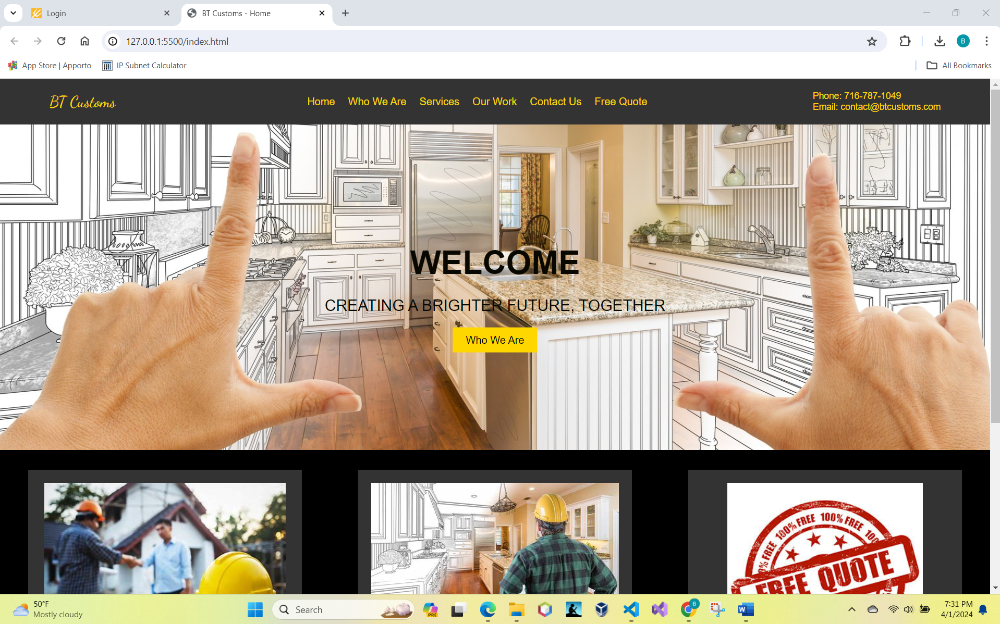 Login
BT Customs - Home
127.0.0.1:5500/index.html
B
App Store | Apporto
IP Subnet Calculator
All Bookmarks
BT Customs
Home Who We Are Services Our Work Contact Us Free Quote
Phone: 716-787-1049
Email: contact@btcustoms.com
WELCOME
CREATING A BRIGHTER FUTURE, TOGETHER
Who We Are
100% FREE 100% FREE
FREE QUOTE
50°F
Mostly cloudy
Search
PRE
B
7:31 PM
4/1/2024